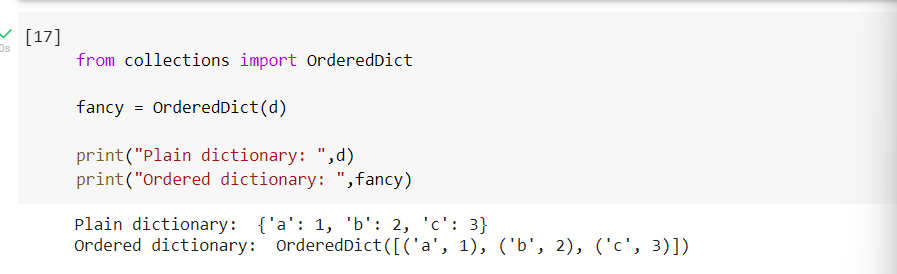 [17]
0s
from collections import OrderedDict
fancy = OrderedDict(d)
print("Plain dictionary: ",d)
print("Ordered dictionary: ",fancy)
Plain dictionary:  {'a': 1, 'b': 2, 'c': 3}
Ordered dictionary:  OrderedDict([('a', 1), ('b', 2), ('c', 3)])